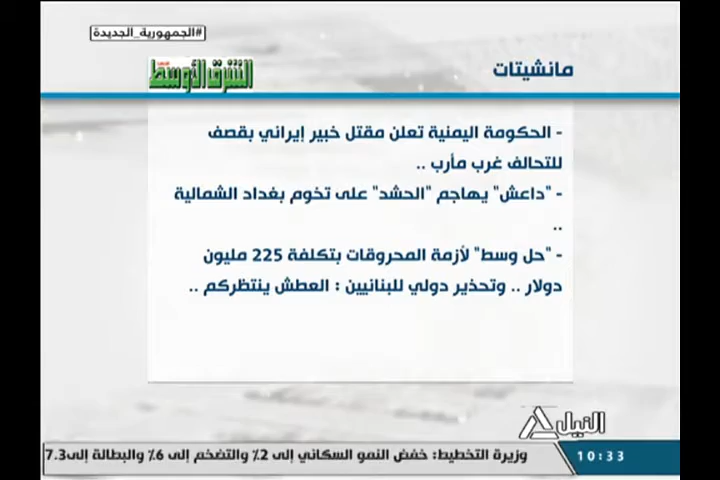 #الجمهورية_الجديدة
مانشيتات
الشرق الأوسط
- الحكومة اليمنية تعلن مقتل خبير إيراني بقصف
للتحالف غرب مأرب ..
- "داعش" يهاجم "الحشد" على تخوم بغداد الشمالية
..
- "حل وسط" لأزمة المحروقات بتكلفة 225 مليون
دولار .. وتحذير دولي للبنانيين : العطش ينتظركم ..
النيل
وزيرة التخطيط: خفض النمو السكاني إلى 2% والتضخم إلى 6% والبطالة إلى 7.3
10:33